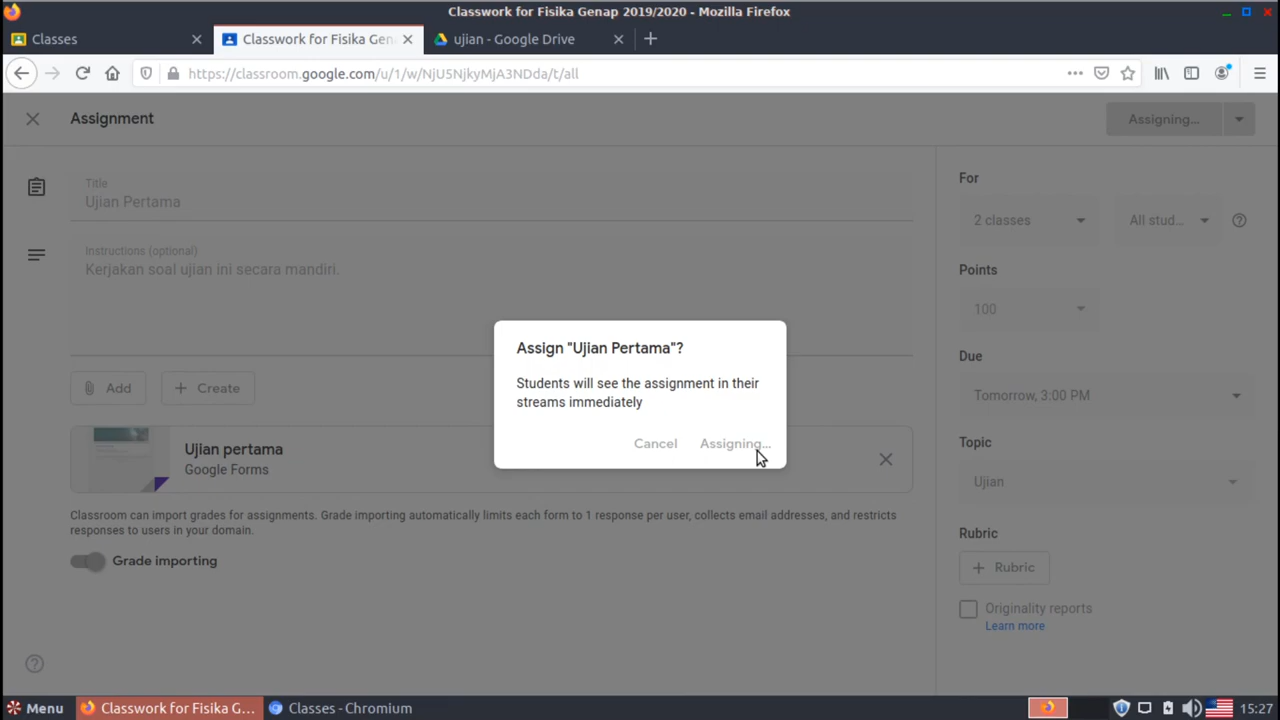 Classwork for Fisika Genap 2019/2020 - Mozilla Firefox
Classes
Classwork for Fisika Gen
ujian - Google Drive
https://classroom.google.com/u/1/w/NjU5NjkyMjA3NDda/t/all
Assignment
Assigning...
Title
Ujian Pertama
Instructions (optional)
Kerjakan soal ujian ini secara mandiri.
Add
Create
Ujian pertama
Google Forms
Classroom can import grades for assignments. Grade importing automatically limits each form to 1 response per user, collects email addresses, and restricts
responses to users in your domain.
Grade importing
Assign "Ujian Pertama"?
Students will see the assignment in their
streams immediately
Cancel
Assigning...
For
2 classes
All stud...
Points
100
Due
Tomorrow, 3:00 PM
Topic
Ujian
Rubric
Rubric
Originality reports
Learn more
Menu
Classwork for Fisika G...
Classes - Chromium
15:27